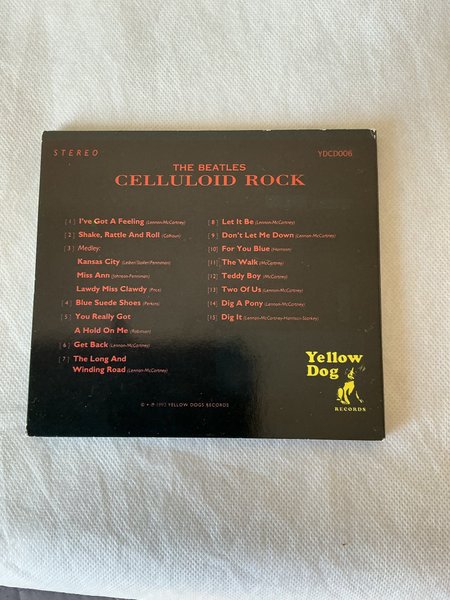 STEREO
YDCD006
THE BEATLES
CELLULOID ROCK
[1] I've Got A Feeling (Lennon-McCartney)
[2] Shake, Rattle And Roll (Calhoun)
[3] Medley:
Kansas City (Leiber/Stoller/Penniman)
Miss Ann (Johnson-Penniman)
Lawdy Miss Clawdy (Price)
[4] Blue Suede Shoes (Perkins)
[5] You Really Got
A Hold On Me (Robinson)
[6] Get Back (Lennon-McCartney)
[7] The Long And
Winding Road (Lennon-McCartney)
[8] Let It Be (Lennon-McCartney)
[9] Don't Let Me Down (Lennon-McCartney)
[10] For You Blue (Harrison)
[11] The Walk (McCartney)
[12] Teddy Boy (McCartney)
[13] Two Of Us (Lennon-McCartney)
[14] Dig A Pony (Lennon-McCartney)
[15] Dig It (Lennon-McCartney-Harrison-Starkey)
Yellow
Dog
RECORDS
© + ℗ 1992 YELLOW DOGS RECORDS